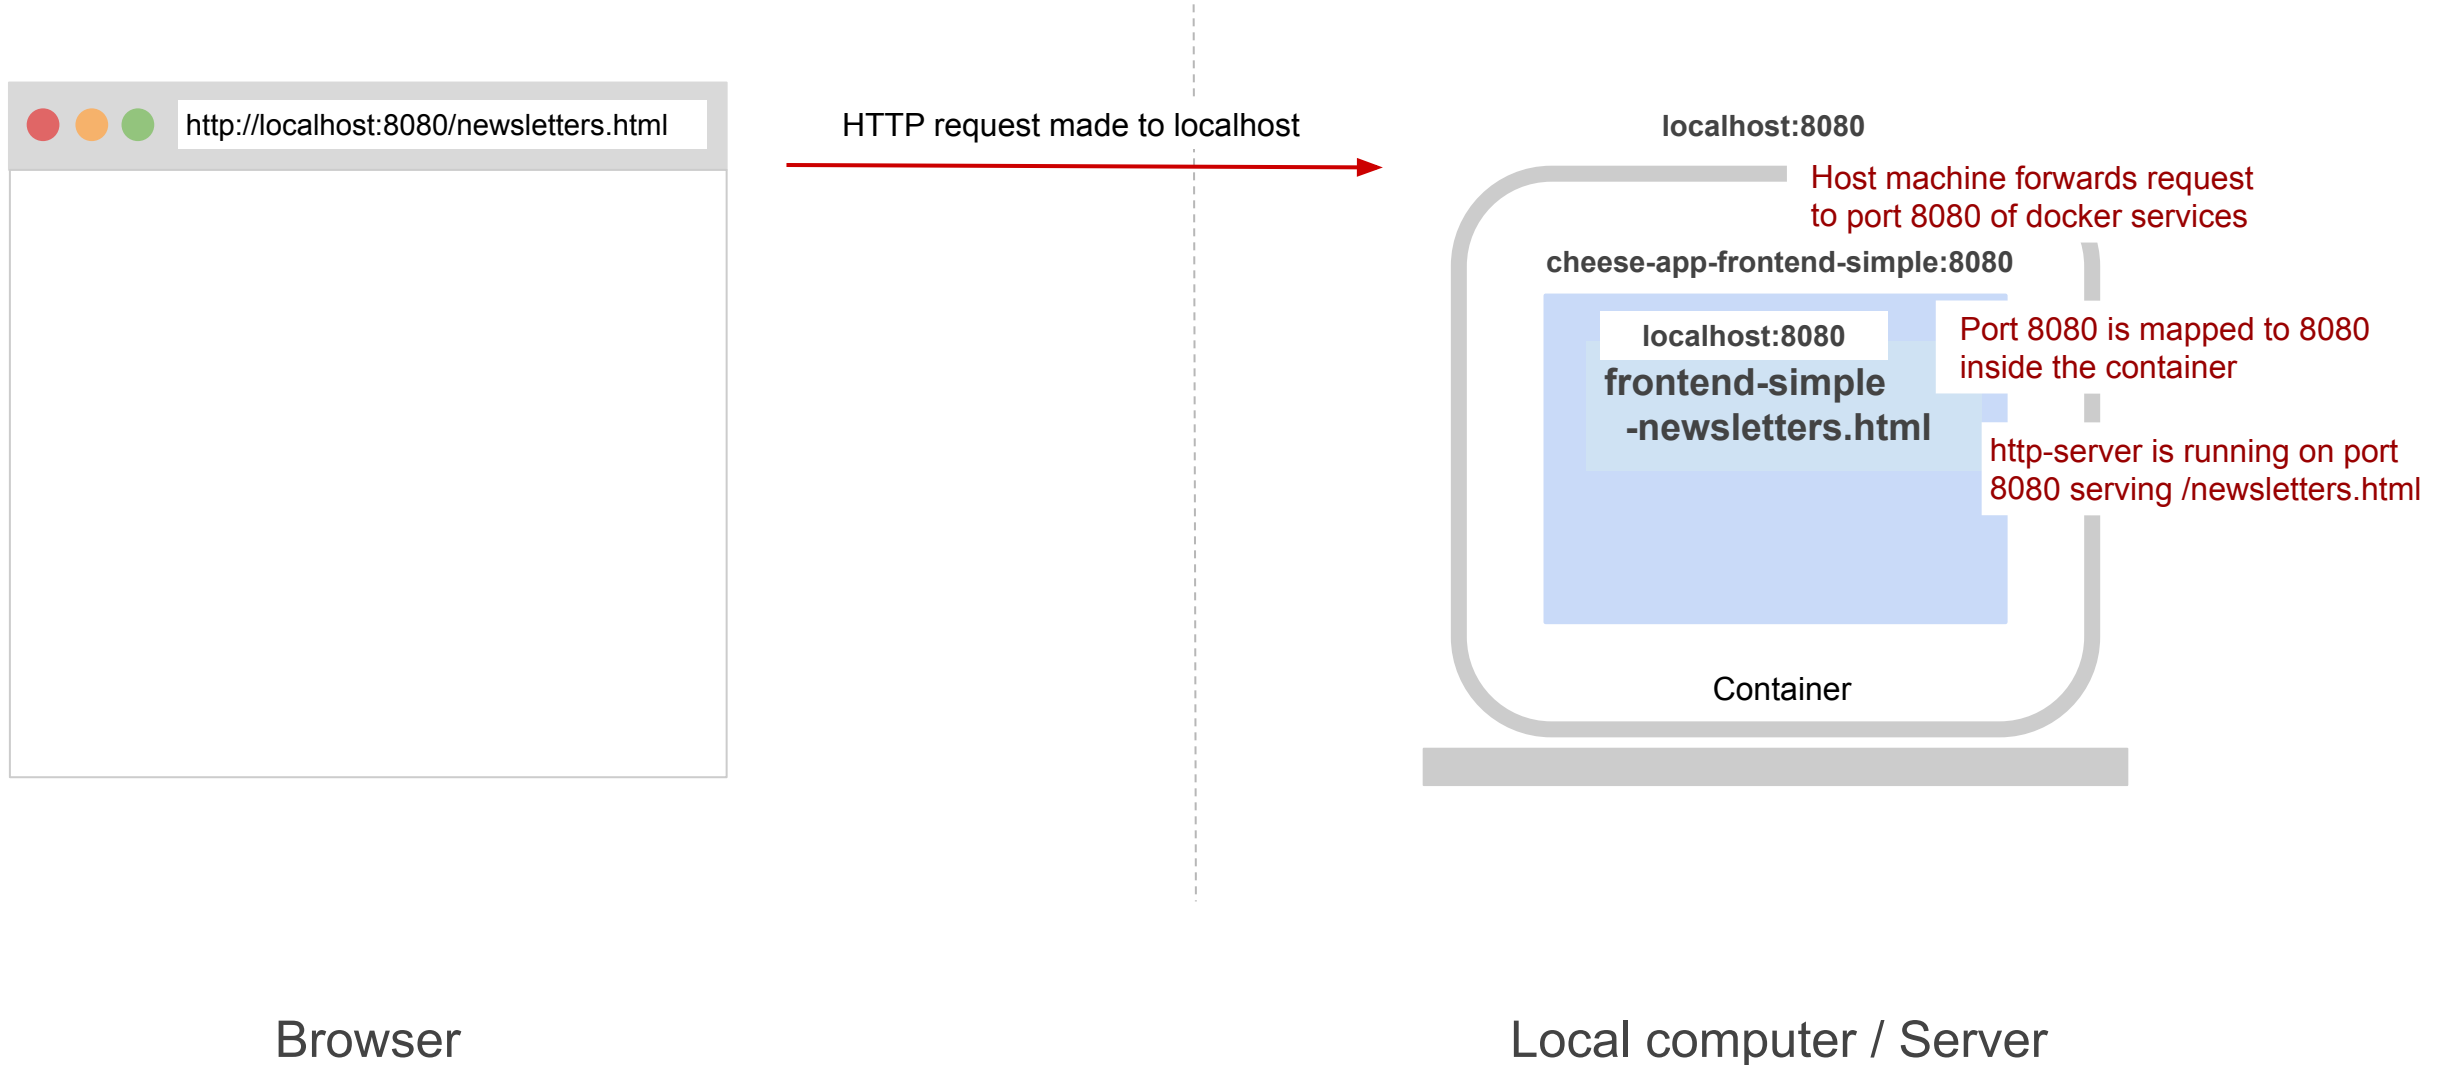 http://localhost:8080/newsletters.html
HTTP request made to localhost
localhost:8080
Host machine forwards request
to port 8080 of docker services
cheese-app-frontend-simple:8080
localhost:8080
Port 8080 is mapped to 8080
inside the container
frontend-simple
-newsletters.html
http-server is running on port
8080 serving /newsletters.html
Container
Browser
Local computer / Server